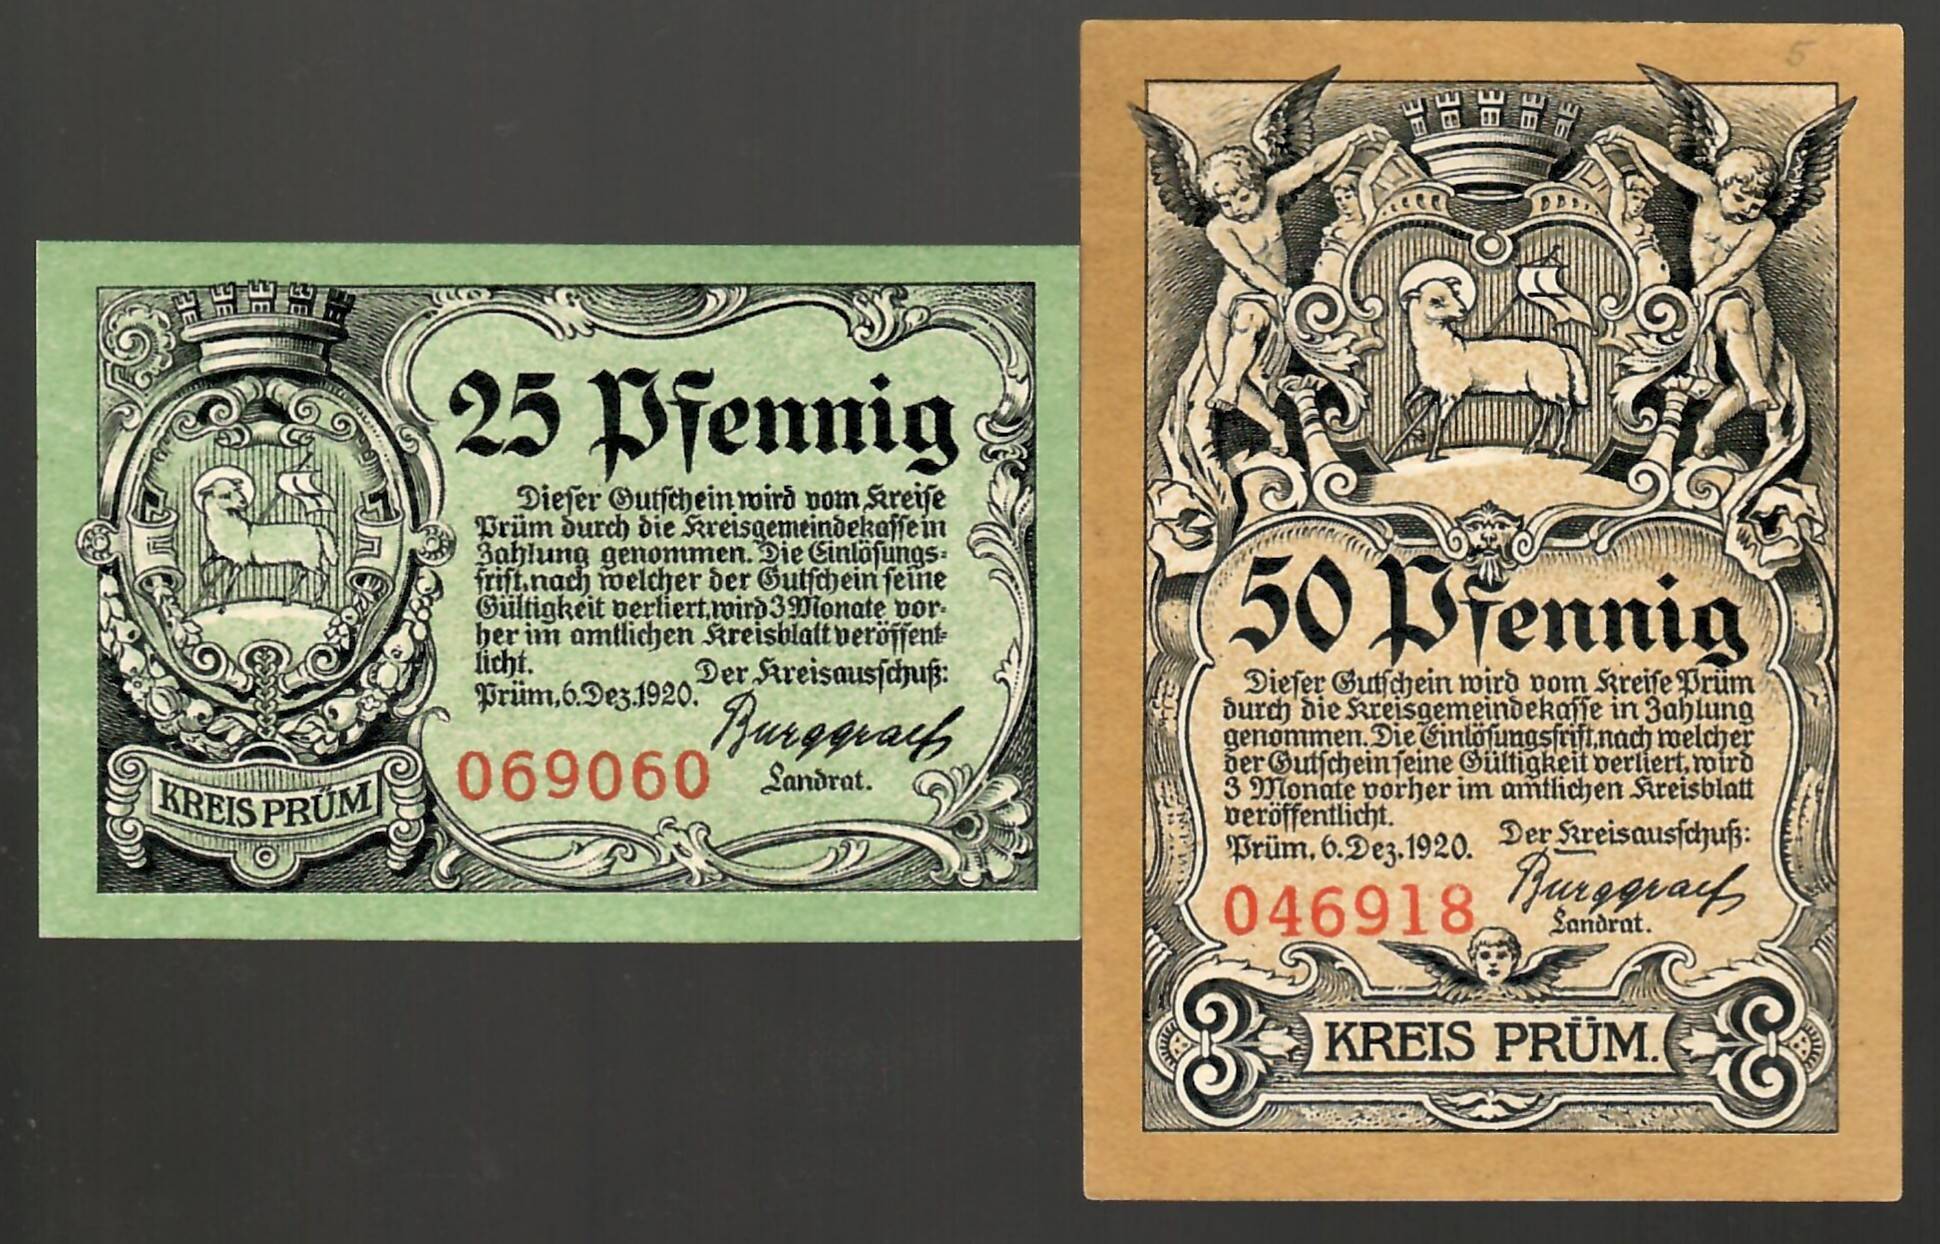 25 Pfennig
Dieser Gutschein wird vom Kreise
Prüm durch die Kreisgemeindekasse in
Zahlung genommen. Die Einlösungs-
frist, nach welcher der Gutschein seine
Gültigkeit verliert, wird 3 Monate vor-
her im amtlichen Kreisblatt veröffent-
licht.
Der Kreisausschuß:
Prüm, 6. Dez. 1920.
Burggraef
069060
Landrat.
KREIS PRÜM
5
50 Pfennig
Dieser Gutschein wird vom Kreise Prüm
durch die Kreisgemeindekasse in Zahlung
genommen. Die Einlösungsfrist, nach welcher
der Gutschein seine Gültigkeit verliert, wird
3 Monate vorher im amtlichen Kreisblatt
veröffentlicht.
Der Kreisausschuß:
Prüm, 6. Dez. 1920.
Burggraef
046918
Landrat.
KREIS PRÜM.